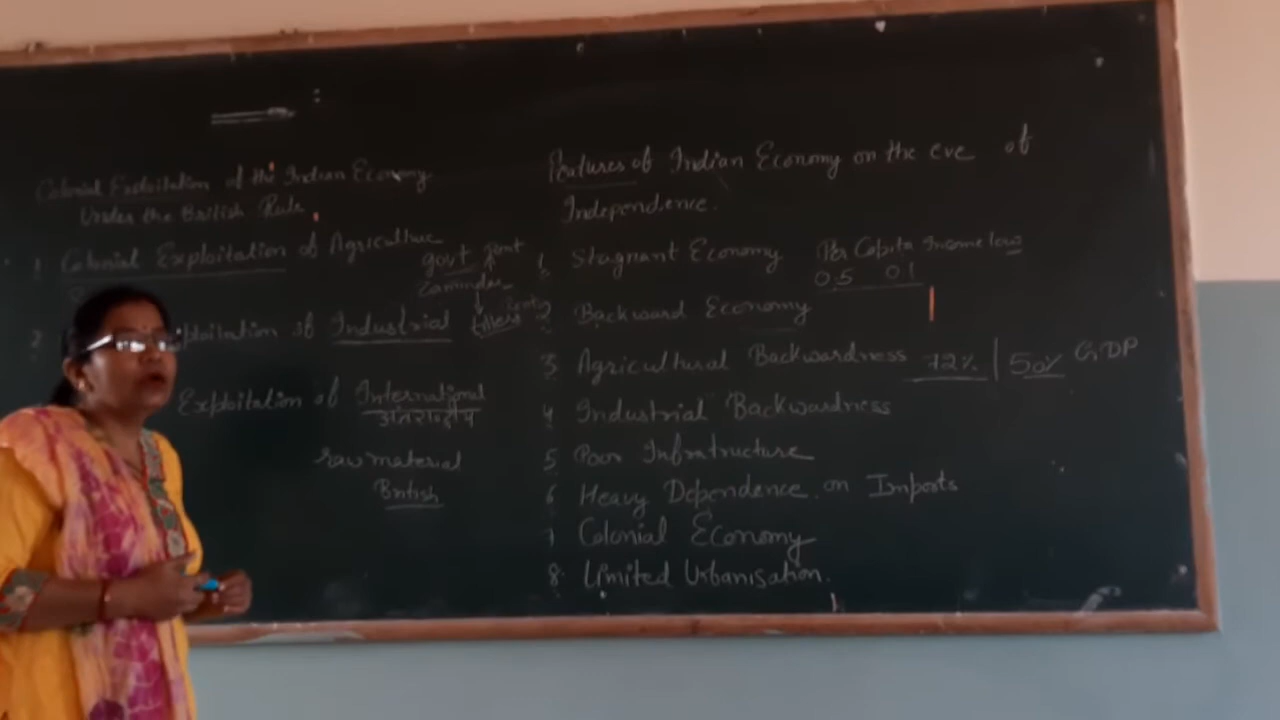 Colonial Exploitation of the Indian Economy
Under the British Rule
1 Colonial Exploitation of Agriculture
govt
Zamindar
tillers
2 Exploitation of Industrial
Exploitation of International
अंतरराष्ट्रीय
raw material
British
Features of Indian Economy on the eve of
Independence.
1 Stagnant Economy Per Capita Income low
0.5 0.1
2 Backward Economy
3 Agricultural Backwardness 72% | 50% GDP
4 Industrial Backwardness
5 Poor Infratructure
6 Heavy Dependence on Imports
7 Colonial Economy
8. Limited Urbanisation.